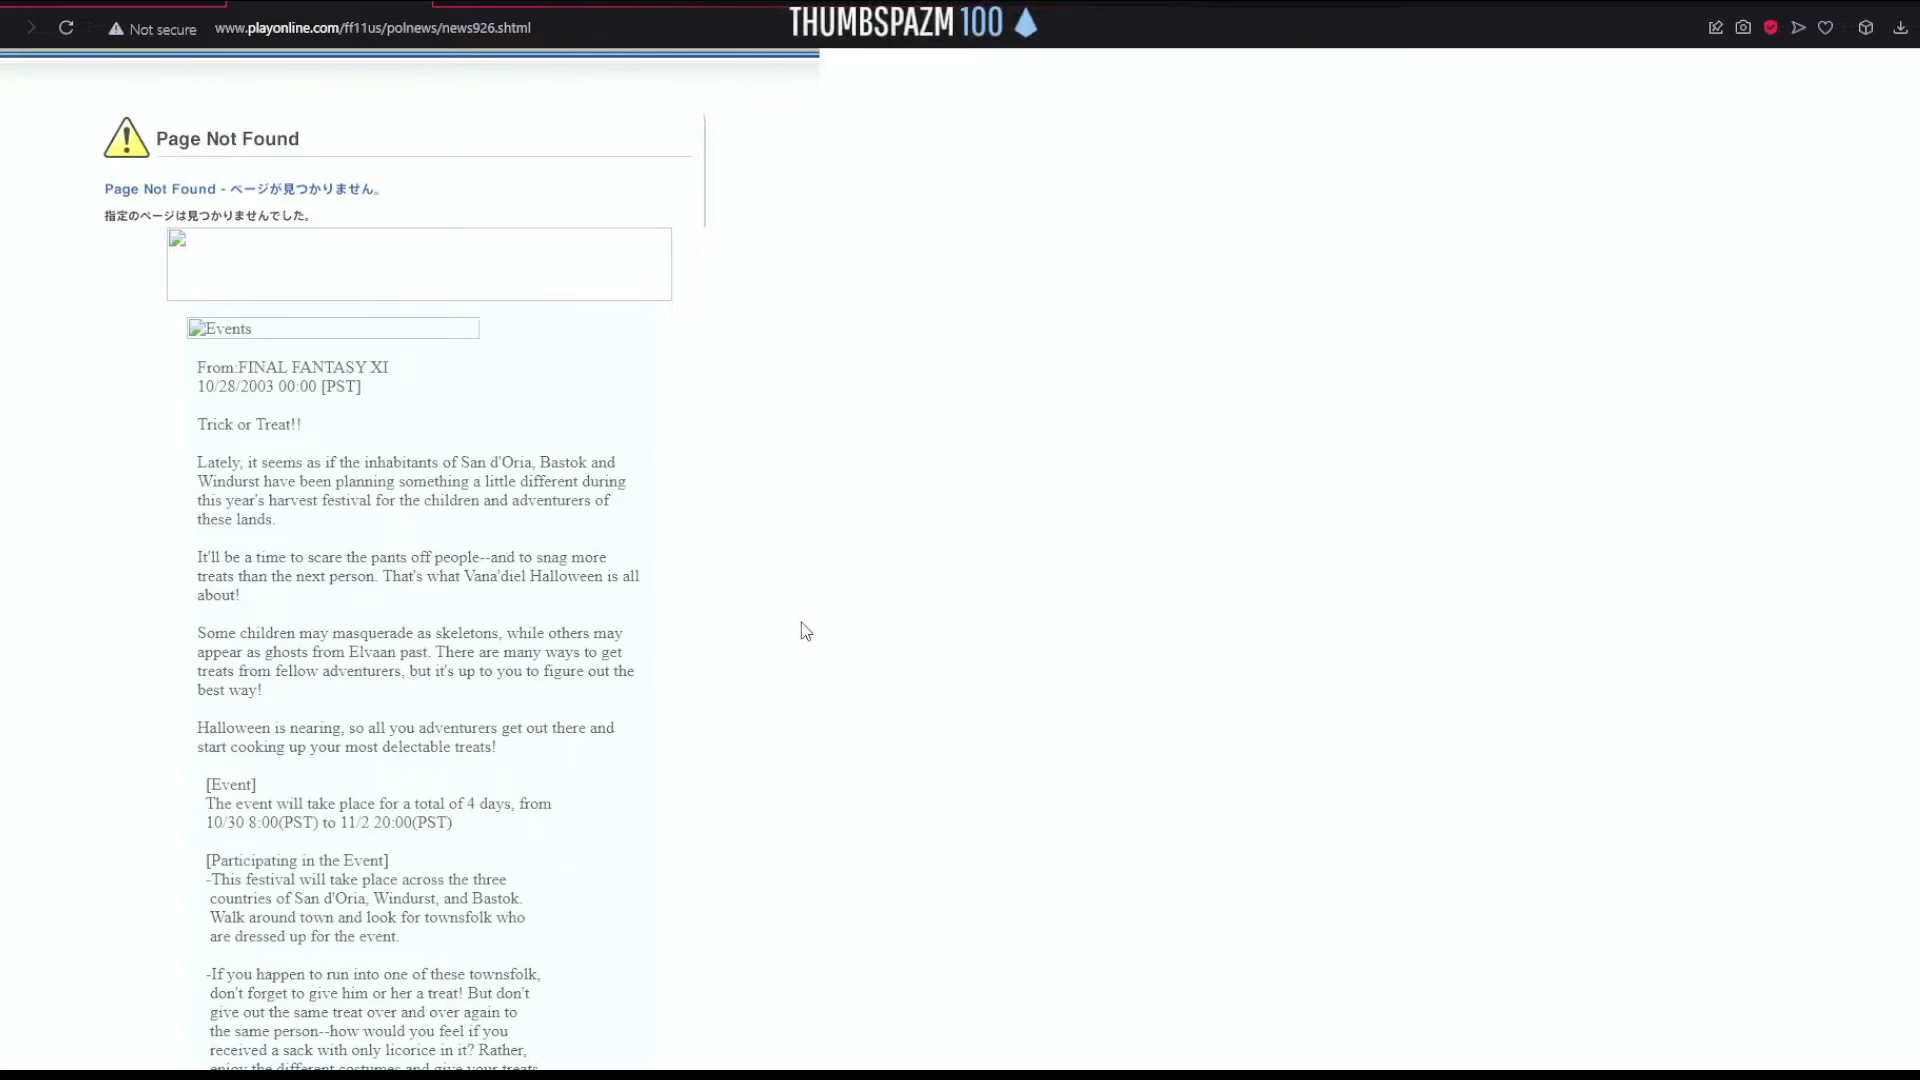 Not secure
www.playonline.com/ff11us/polnews/news926.shtml
THUMBSPAZM 100
Page Not Found
Page Not Found - ページが見つかりません。
指定のページは見つかりませんでした。
Events
From:FINAL FANTASY XI
10/28/2003 00:00 [PST]
Trick or Treat!!
Lately, it seems as if the inhabitants of San d'Oria, Bastok and
Windurst have been planning something a little different during
this year's harvest festival for the children and adventurers of
these lands.
It'll be a time to scare the pants off people--and to snag more
treats than the next person. That's what Vana'diel Halloween is all
about!
Some children may masquerade as skeletons, while others may
appear as ghosts from Elvaan past. There are many ways to get
treats from fellow adventurers, but it's up to you to figure out the
best way!
Halloween is nearing, so all you adventurers get out there and
start cooking up your most delectable treats!
[Event]
The event will take place for a total of 4 days, from
10/30 8:00(PST) to 11/2 20:00(PST)
[Participating in the Event]
-This festival will take place across the three
countries of San d'Oria, Windurst, and Bastok.
Walk around town and look for townsfolk who
are dressed up for the event.
-If you happen to run into one of these townsfolk,
don't forget to give him or her a treat! But don't
give out the same treat over and over again to
the same person--how would you feel if you
received a sack with only licorice in it? Rather,
enjoy the different costumes and give your treats